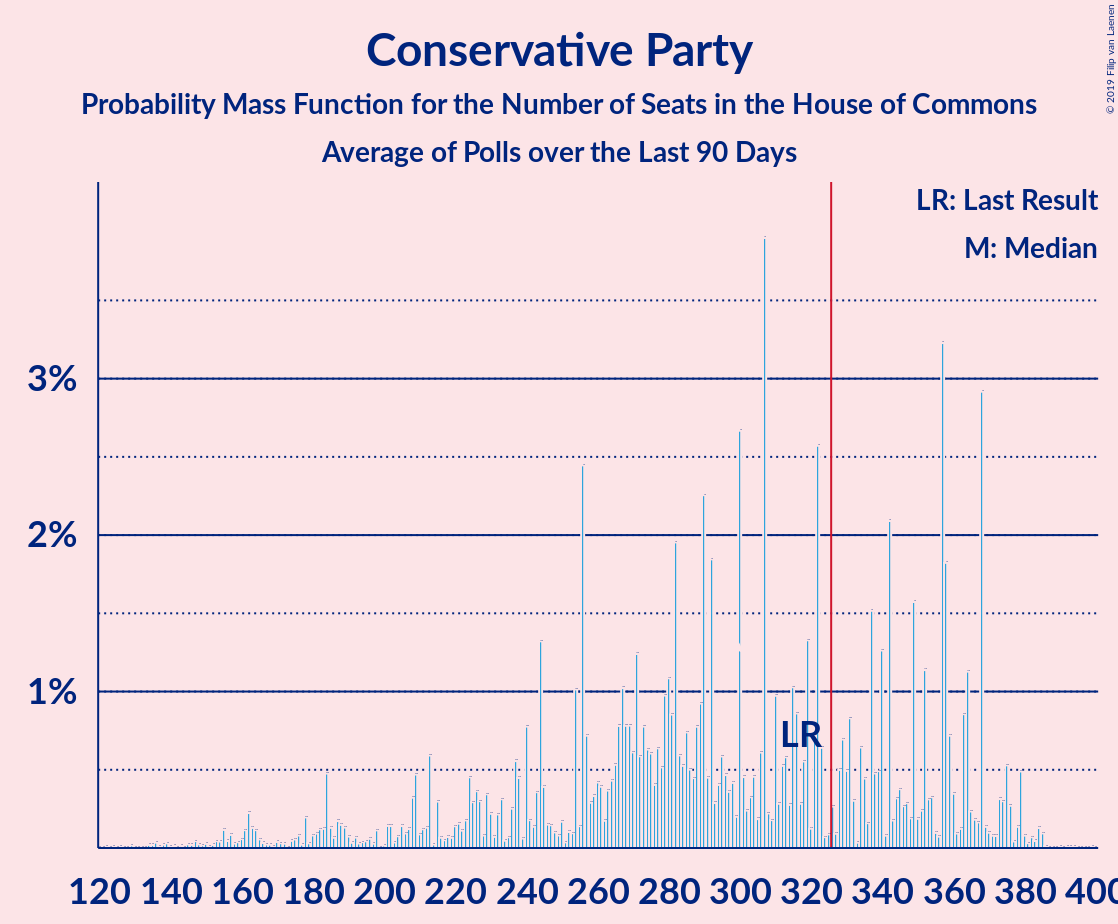 Conservative Party
Probability Mass Function for the Number of Seats in the House of Commons
Average of Polls over the Last 90 Days
© 2019 Filip van Laenen
LR: Last Result
M: Median
3%
2%
1%
LR
120 140 160 180 200 220 240 260 280 300 320 340 360 380 400